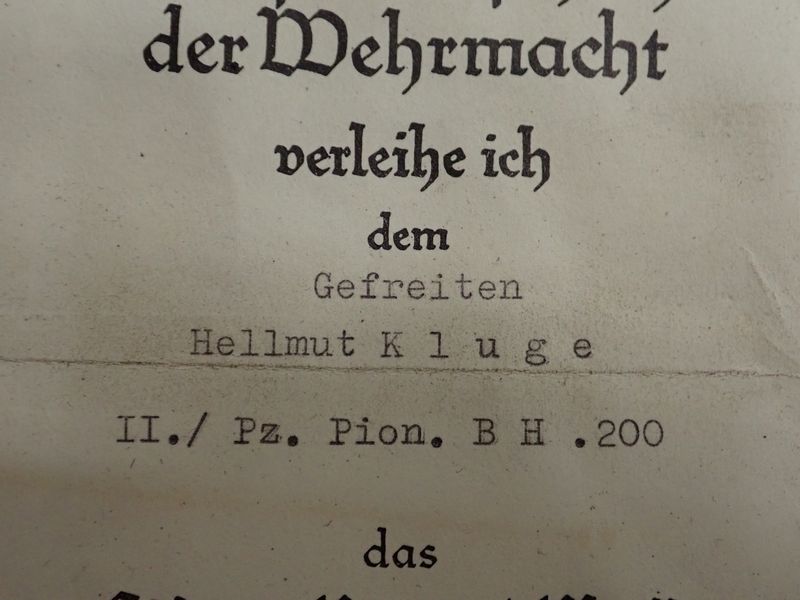 der Wehrmacht
verleihe ich
dem
Gefreiten
Hellmut K l u g e
II./ Pz. Pion. B H .200
das